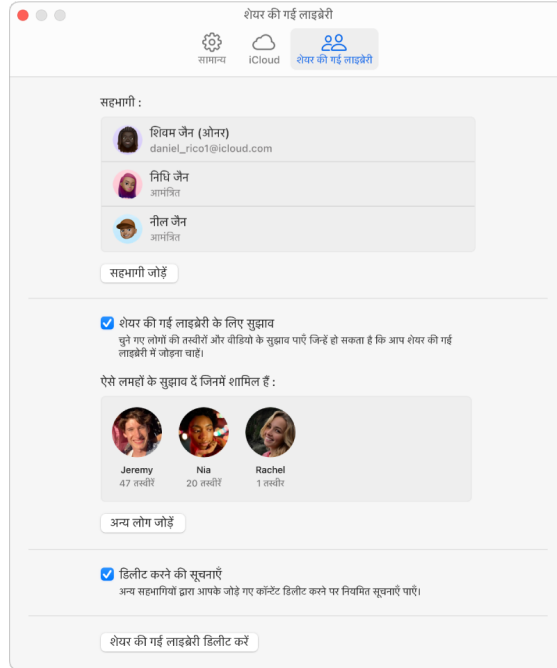 शेयर की गई लाइब्रेरी
सामान्य
iCloud
शेयर की गई लाइब्रेरी
सहभागी :
शिवम जैन (ओनर)
daniel_rico1@icloud.com
निधि जैन
आमंत्रित
नील जैन
आमंत्रित
सहभागी जोड़ें
शेयर की गई लाइब्रेरी के लिए सुझाव
चुने गए लोगों की तस्वीरों और वीडियो के सुझाव पाएँ जिन्हें हो सकता है कि आप शेयर की गई
लाइब्रेरी में जोड़ना चाहें।
ऐसे लमहों के सुझाव दें जिनमें शामिल हैं :
Jeremy
47 तस्वीरें
Nia
20 तस्वीरें
Rachel
1 तस्वीर
अन्य लोग जोड़ें
डिलीट करने की सूचनाएँ
अन्य सहभागियों द्वारा आपके जोड़े गए कॉन्टेंट डिलीट करने पर नियमित सूचनाएँ पाएँ।
शेयर की गई लाइब्रेरी डिलीट करें